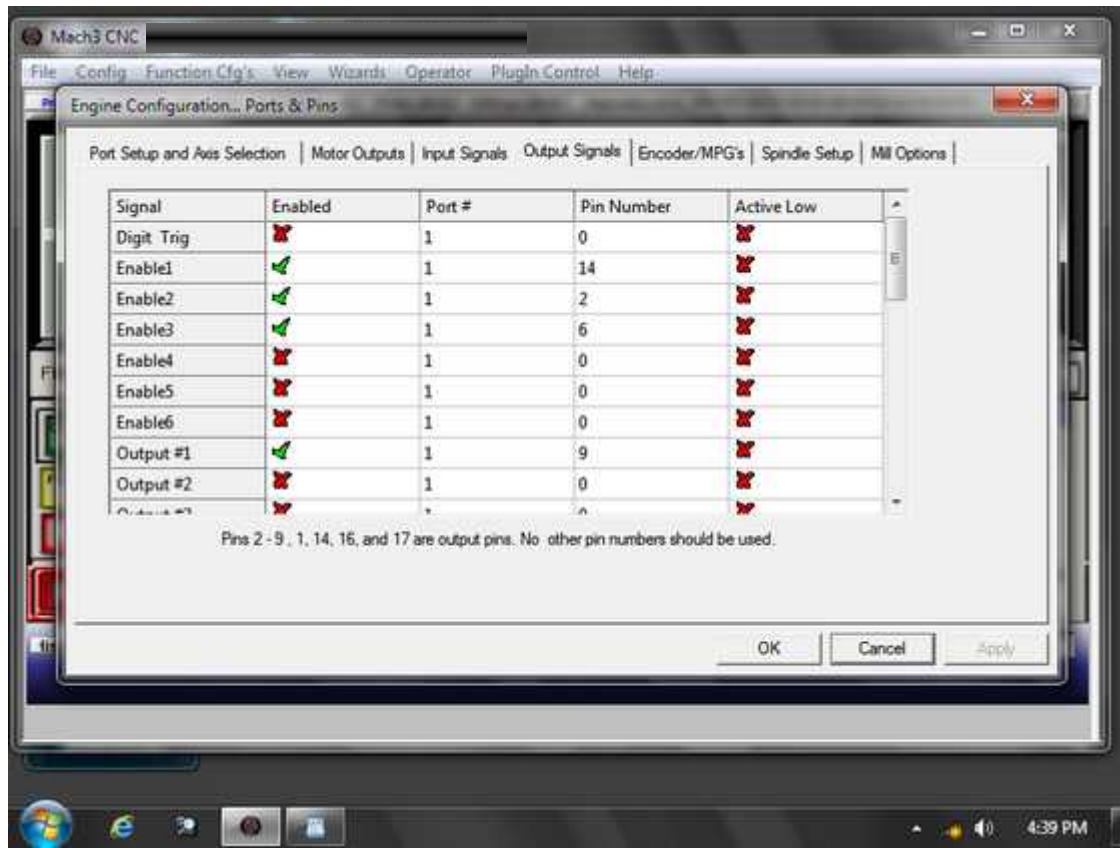 Mach3 CNC
File Config Function Cfg's View Wizards Operator PlugIn Control Help
Engine Configuration... Ports & Pins
Port Setup and Axis Selection Motor Outputs Input Signals Output Signals Encoder/MPG's Spindle Setup Mill Options
Signal Enabled Port # Pin Number Active Low
Digit Trig 1 0
Enable1 1 14
Enable2 1 2
Enable3 1 6
Enable4 1 0
Enable5 1 0
Enable6 1 0
Output #1 1 9
Output #2 1 0
Pins 2 - 9 , 1, 14, 16, and 17 are output pins. No other pin numbers should be used.
OK Cancel Apply
4:39 PM